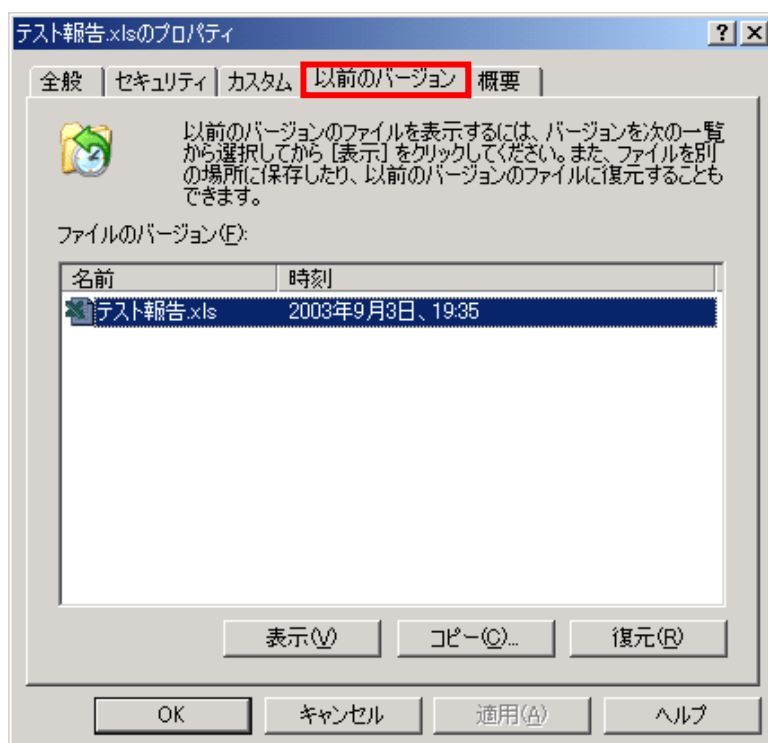 テスト報告.xlsのプロパティ
全般 セキュリティ カスタム 以前のバージョン 概要
以前のバージョンのファイルを表示するには、バージョンを次の一覧
から選択してから [表示] をクリックしてください。また、ファイルを別
の場所に保存したり、以前のバージョンのファイルに復元することも
できます。
ファイルのバージョン(F):
名前 時刻
テスト報告.xls 2003年9月3日、19:35
表示(V) コピー(C)... 復元(R)
OK キャンセル 適用(A) ヘルプ